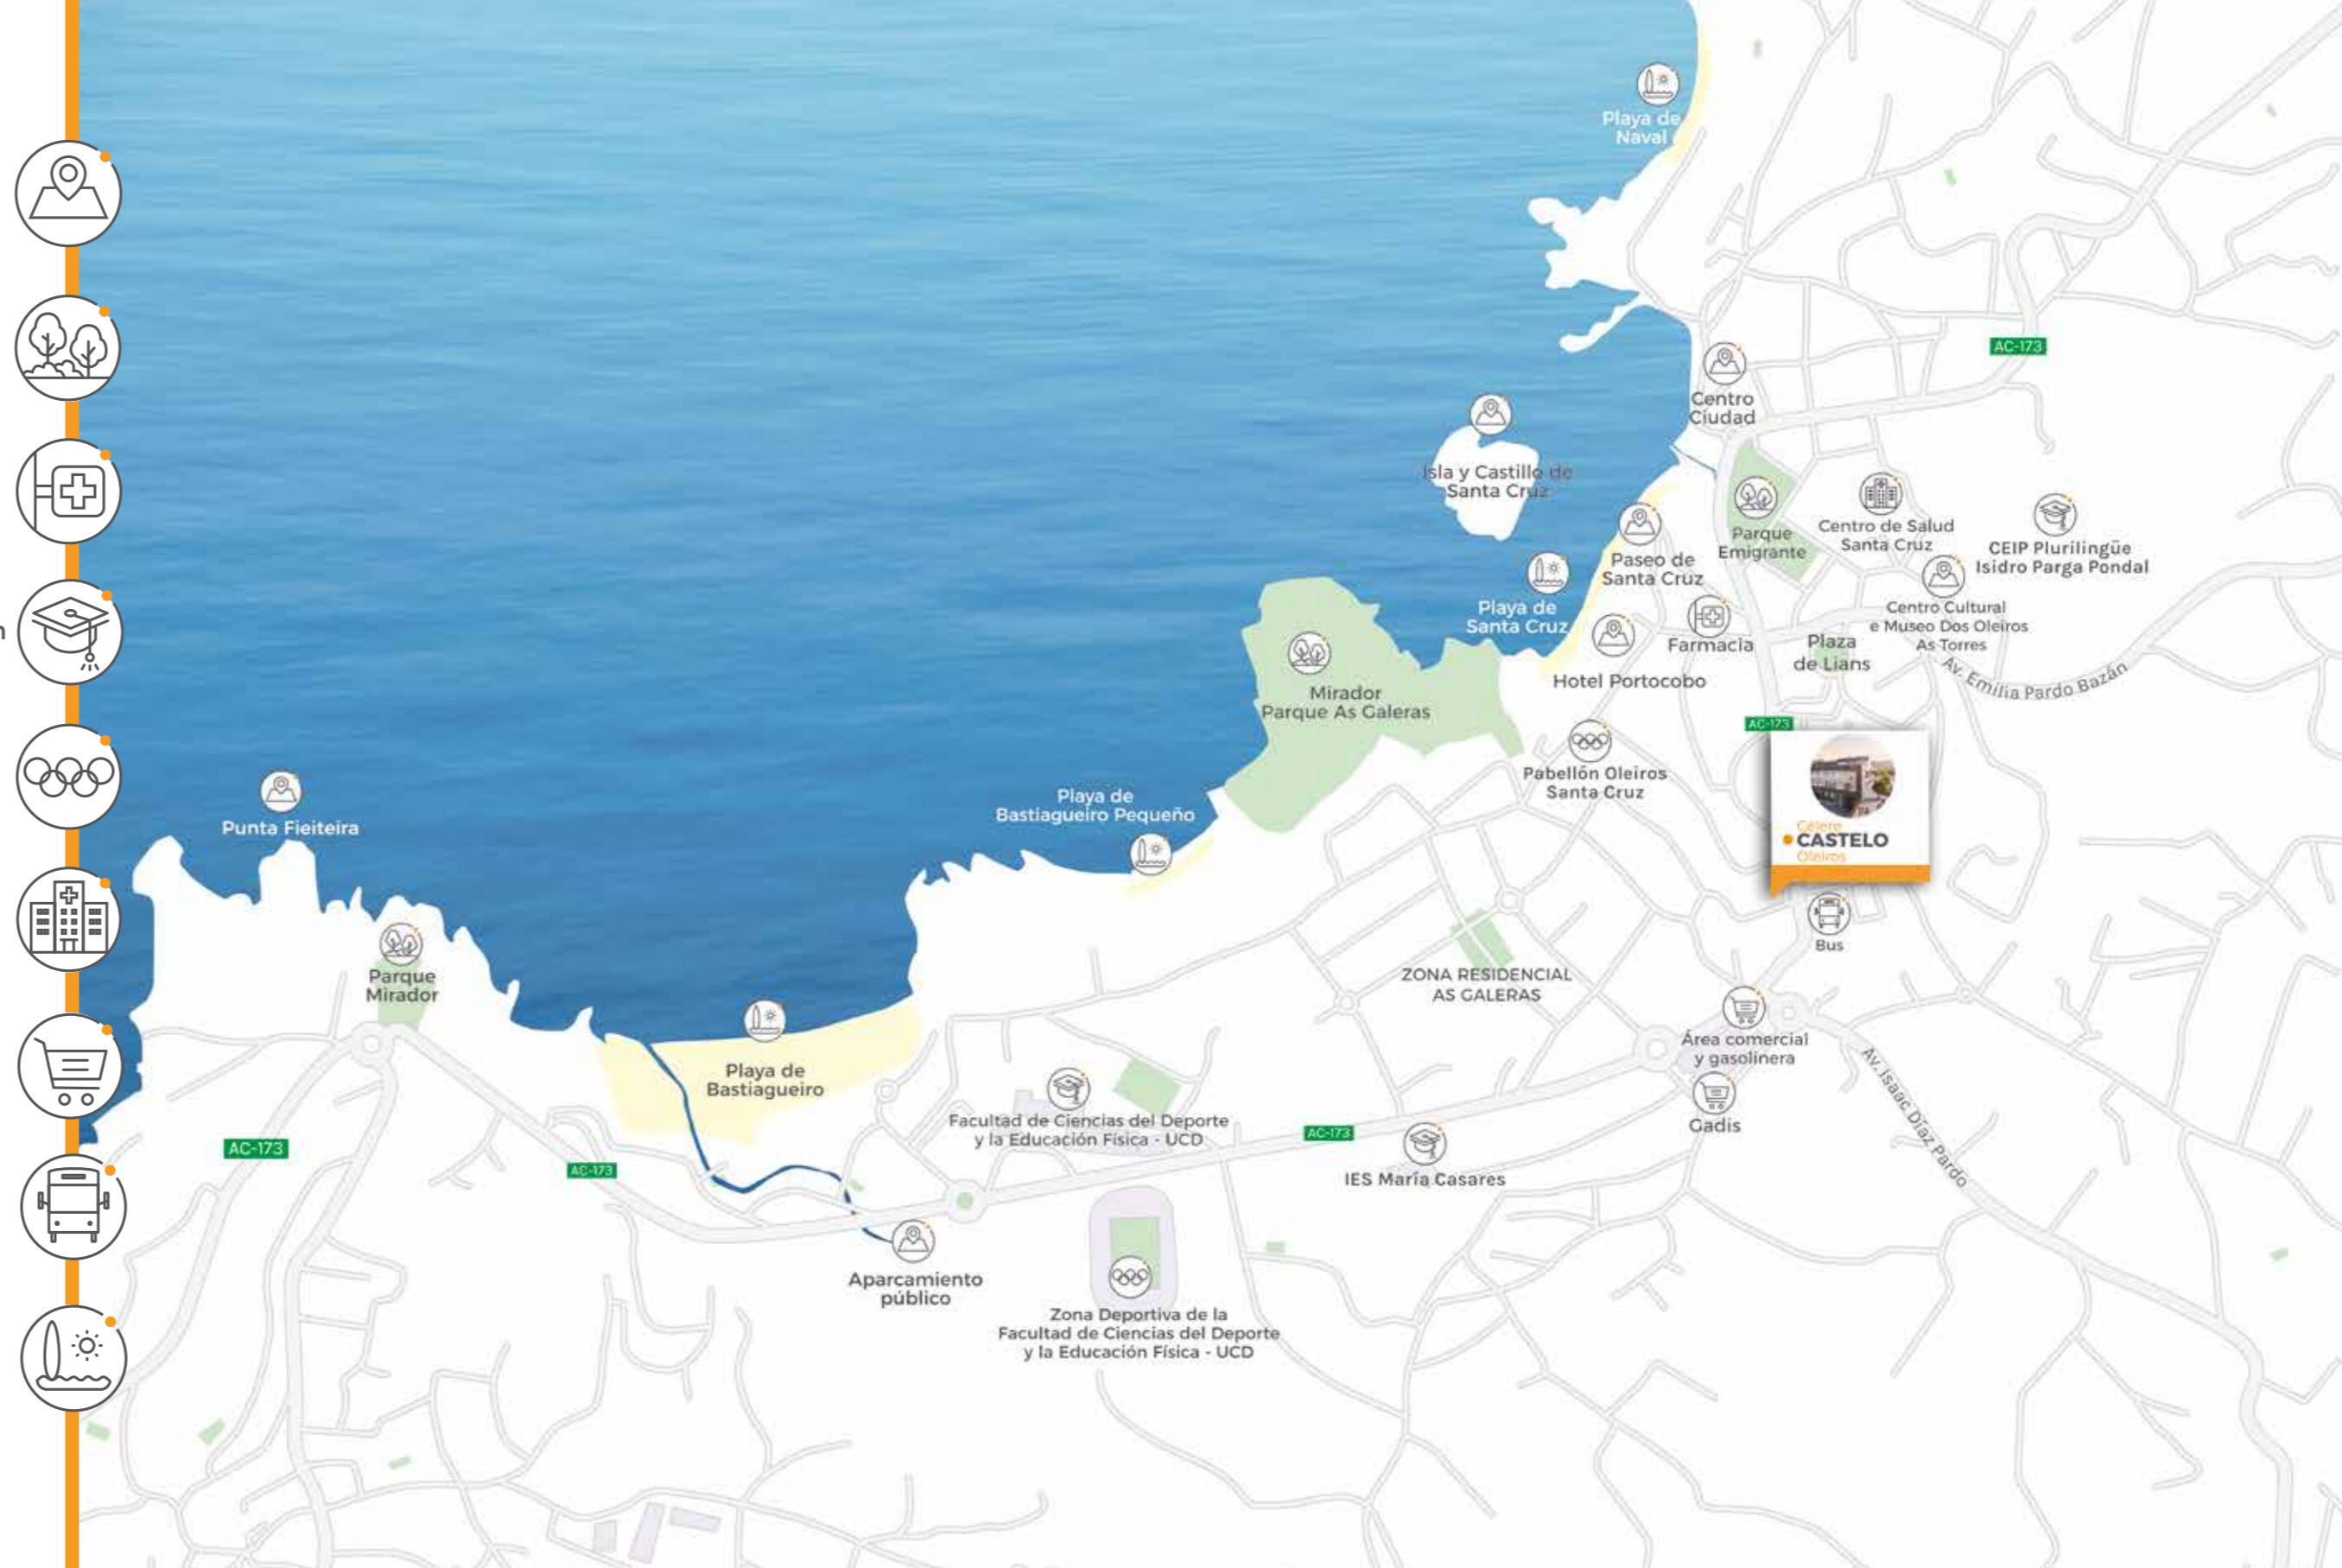 Playa de
Naval
AC-173
Centro
Ciudad
Isla y Castillo de
Santa Cruz
Paseo de
Santa Cruz
Parque
Emigrante
Centro de Salud
Santa Cruz
CEIP Plurilingüe
Isidro Parga Pondal
Playa de
Santa Cruz
Farmacia
Plaza
de Lians
Centro Cultural
e Museo Dos Oleiros
As Torres
Av. Emilia Pardo Bazán
Hotel Portocobo
Mirador
Parque As Galeras
AC-173
Pabellón Oleiros
Santa Cruz
Célere
CASTELO
Oleiros
Playa de
Bastiagueiro Pequeño
Punta Fieiteira
Bus
Parque
Mirador
ZONA RESIDENCIAL
AS GALERAS
Área comercial
y gasolinera
Gadis
Av. Isaac Díaz Pardo
Playa de
Bastiagueiro
Facultad de Ciencias del Deporte
y la Educación Física - UCD
AC-173
AC-173
AC-173
IES María Casares
Aparcamiento
público
Zona Deportiva de la
Facultad de Ciencias del Deporte
y la Educación Física - UCD